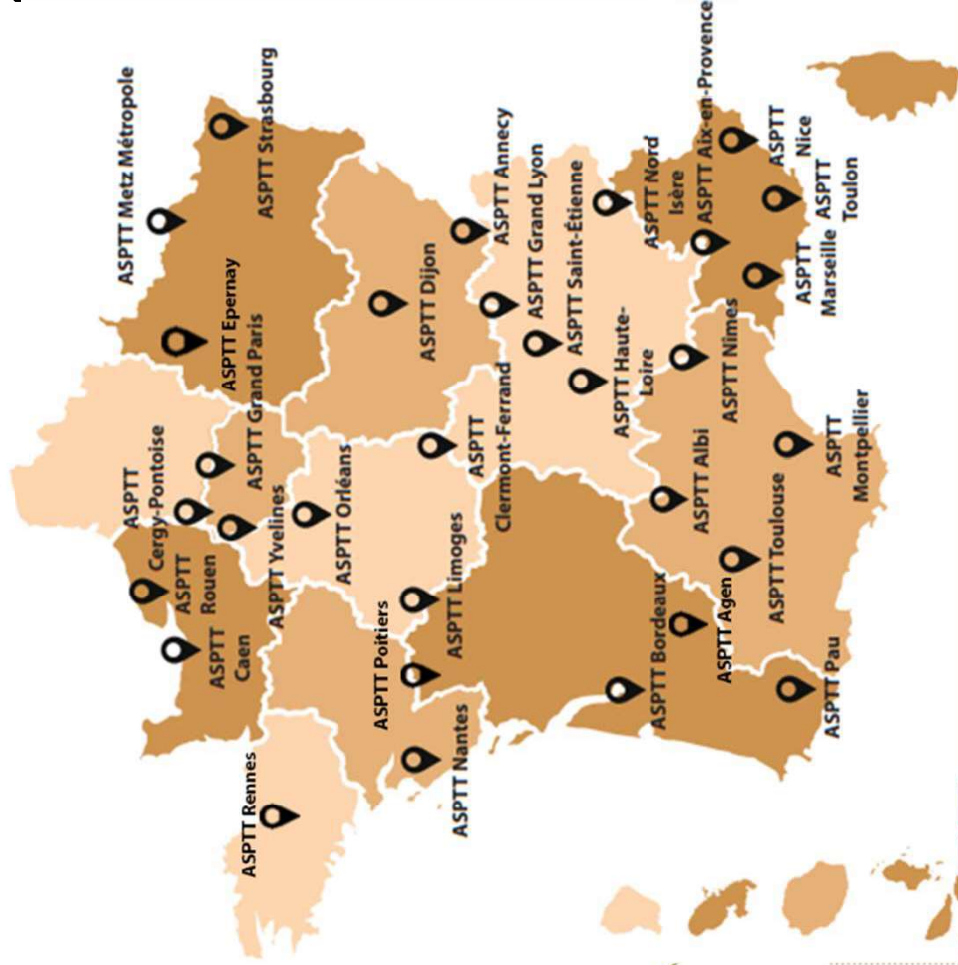 ASPTT Metz Métropole
ASPTT Strasbourg
ASPTT Epernay
ASPTT Grand Paris
ASPTT
Cergy-Pontoise
ASPTT
Rouen
ASPTT
Caen
ASPTT Yvelines
ASPTT Rennes
ASPTT Orléans
ASPTT Dijon
ASPTT Nantes
ASPTT Poitiers
ASPTT Limoges
ASPTT
Clermont-Ferrand
ASPTT Annecy
ASPTT Grand Lyon
ASPTT Saint-Étienne
ASPTT Haute-
Loire
ASPTT Nord
Isère
ASPTT Bordeaux
ASPTT Agen
ASPTT Albi
ASPTT Nimes
ASPTT Aix-en-Provence
ASPTT
Nice
ASPTT
Toulon
ASPTT
Marseille
ASPTT Toulouse
ASPTT
Montpellier
ASPTT Pau